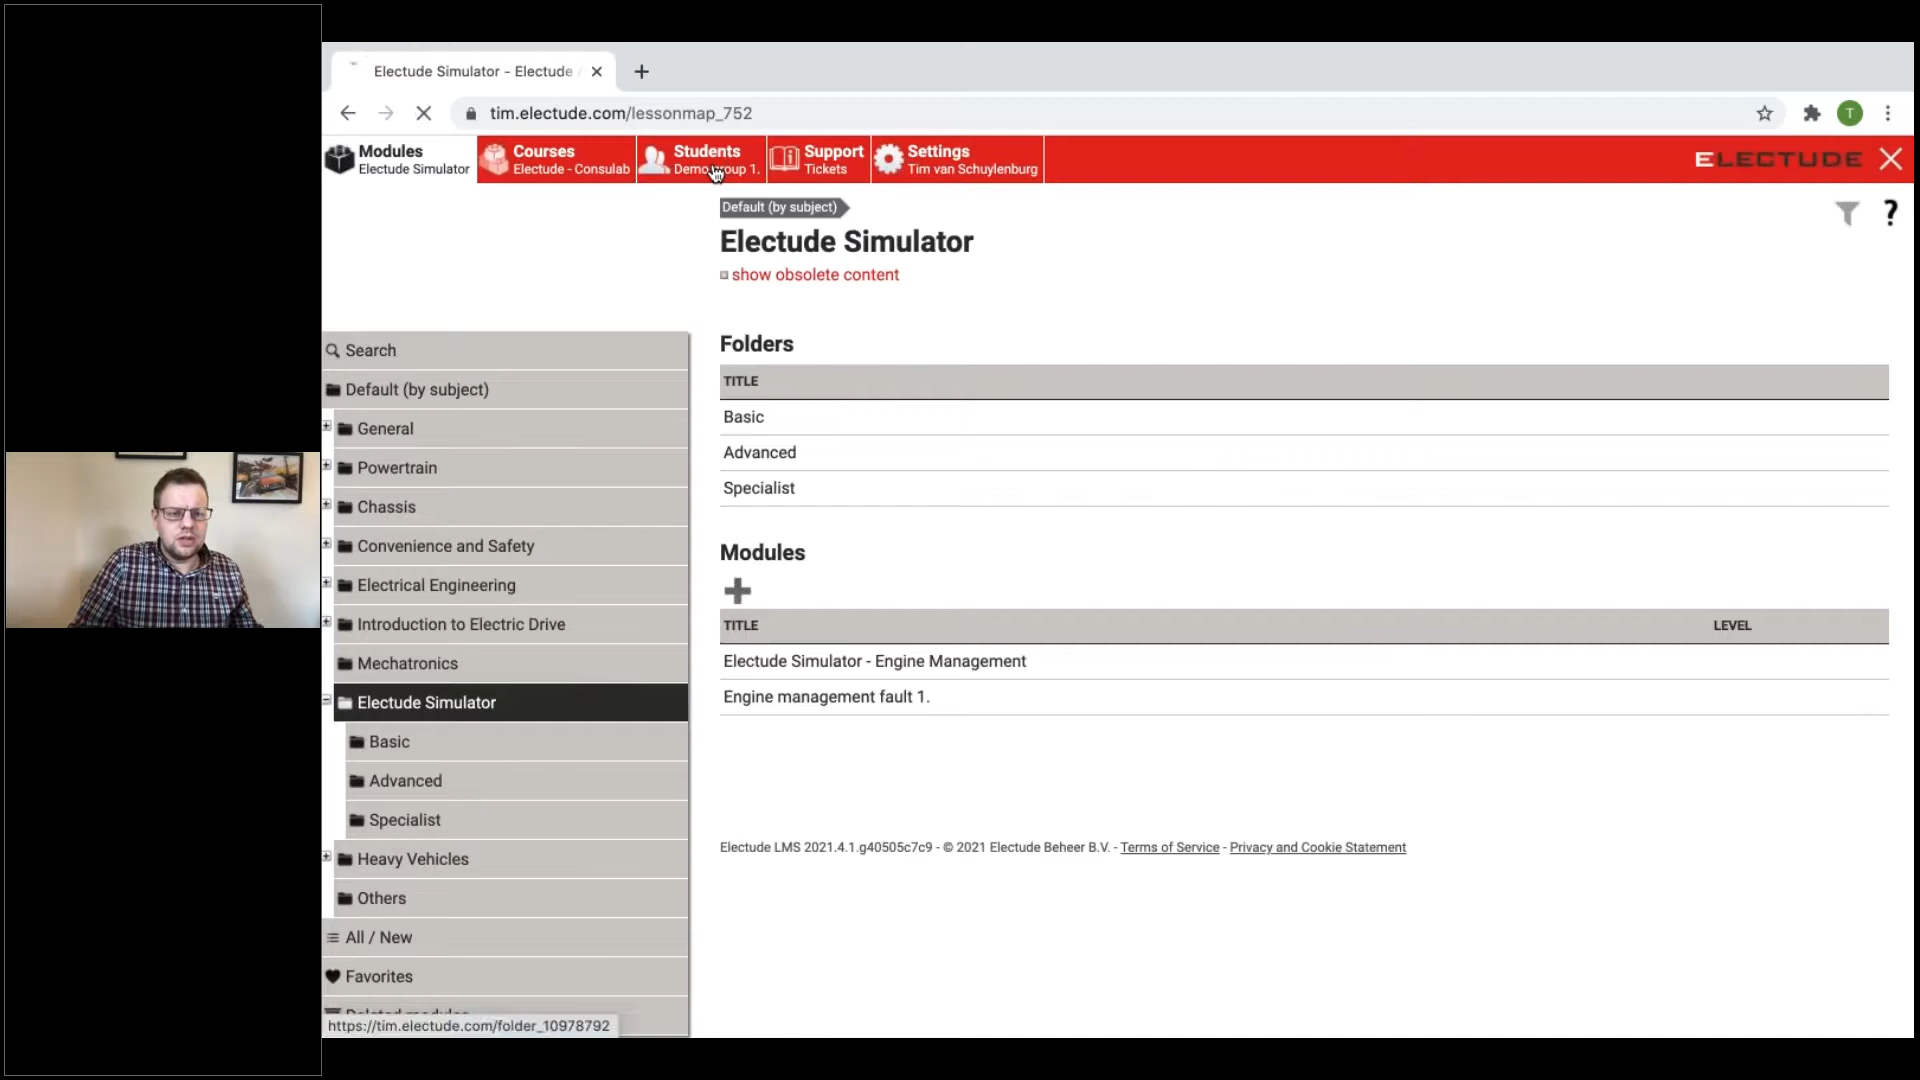 Electude Simulator - Electude
tim.electude.com/lessonmap_752
T
Modules
Electude Simulator
Courses
Electude - Consulab
Students
Demo group 1.
Support
Tickets
Settings
Tim van Schuylenburg
ELECTUDE
Default (by subject)
?
Electude Simulator
show obsolete content
Search
Default (by subject)
General
Powertrain
Chassis
Convenience and Safety
Electrical Engineering
Introduction to Electric Drive
Mechatronics
Electude Simulator
Basic
Advanced
Specialist
Heavy Vehicles
Others
All / New
Favorites
https://tim.electude.com/folder_10978792
Folders
TITLE
Basic
Advanced
Specialist
Modules
TITLE LEVEL
Electude Simulator - Engine Management
Engine management fault 1.
Electude LMS 2021.4.1.g40505c7c9 - © 2021 Electude Beheer B.V. - Terms of Service - Privacy and Cookie Statement